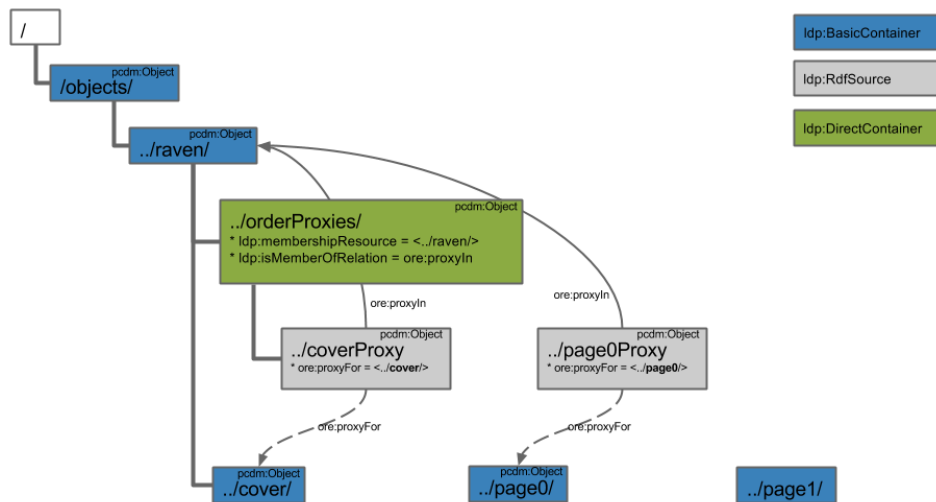 /
ldp:BasicContainer
pcdm:Object
/objects/
ldp:RdfSource
pcdm:Object
../raven/
ldp:DirectContainer
pcdm:Object
../orderProxies/
* ldp:membershipResource = <../raven/>
* ldp:isMemberOfRelation = ore:proxyIn
ore:proxyIn
ore:proxyIn
pcdm:Object
../coverProxy
* ore:proxyFor = <../cover/>
pcdm:Object
../page0Proxy
* ore:proxyFor = <../page0/>
ore:proxyFor
ore:proxyFor
pcdm:Object
../cover/
pcdm:Object
../page0/
../page1/